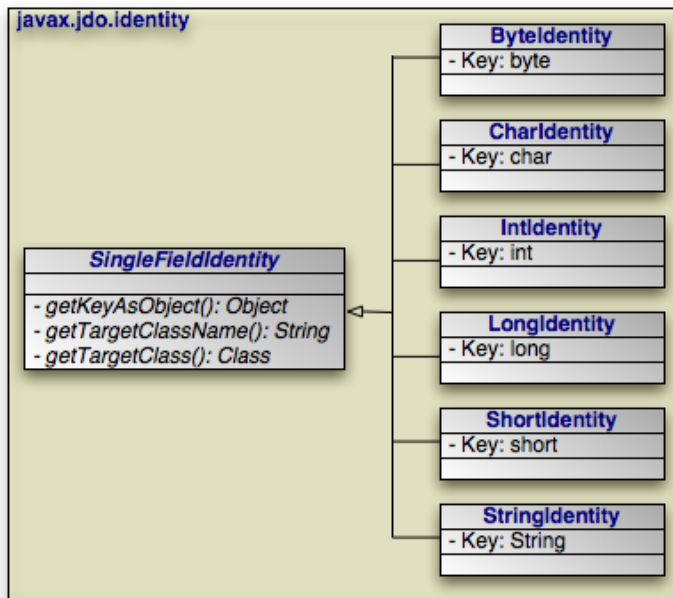 javax.jdo.identity
ByteIdentity
- Key: byte
CharIdentity
- Key: char
IntIdentity
- Key: int
SingleFieldIdentity
- getKeyAsObject(): Object
- getTargetClassName(): String
- getTargetClass(): Class
LongIdentity
- Key: long
ShortIdentity
- Key: short
StringIdentity
- Key: String